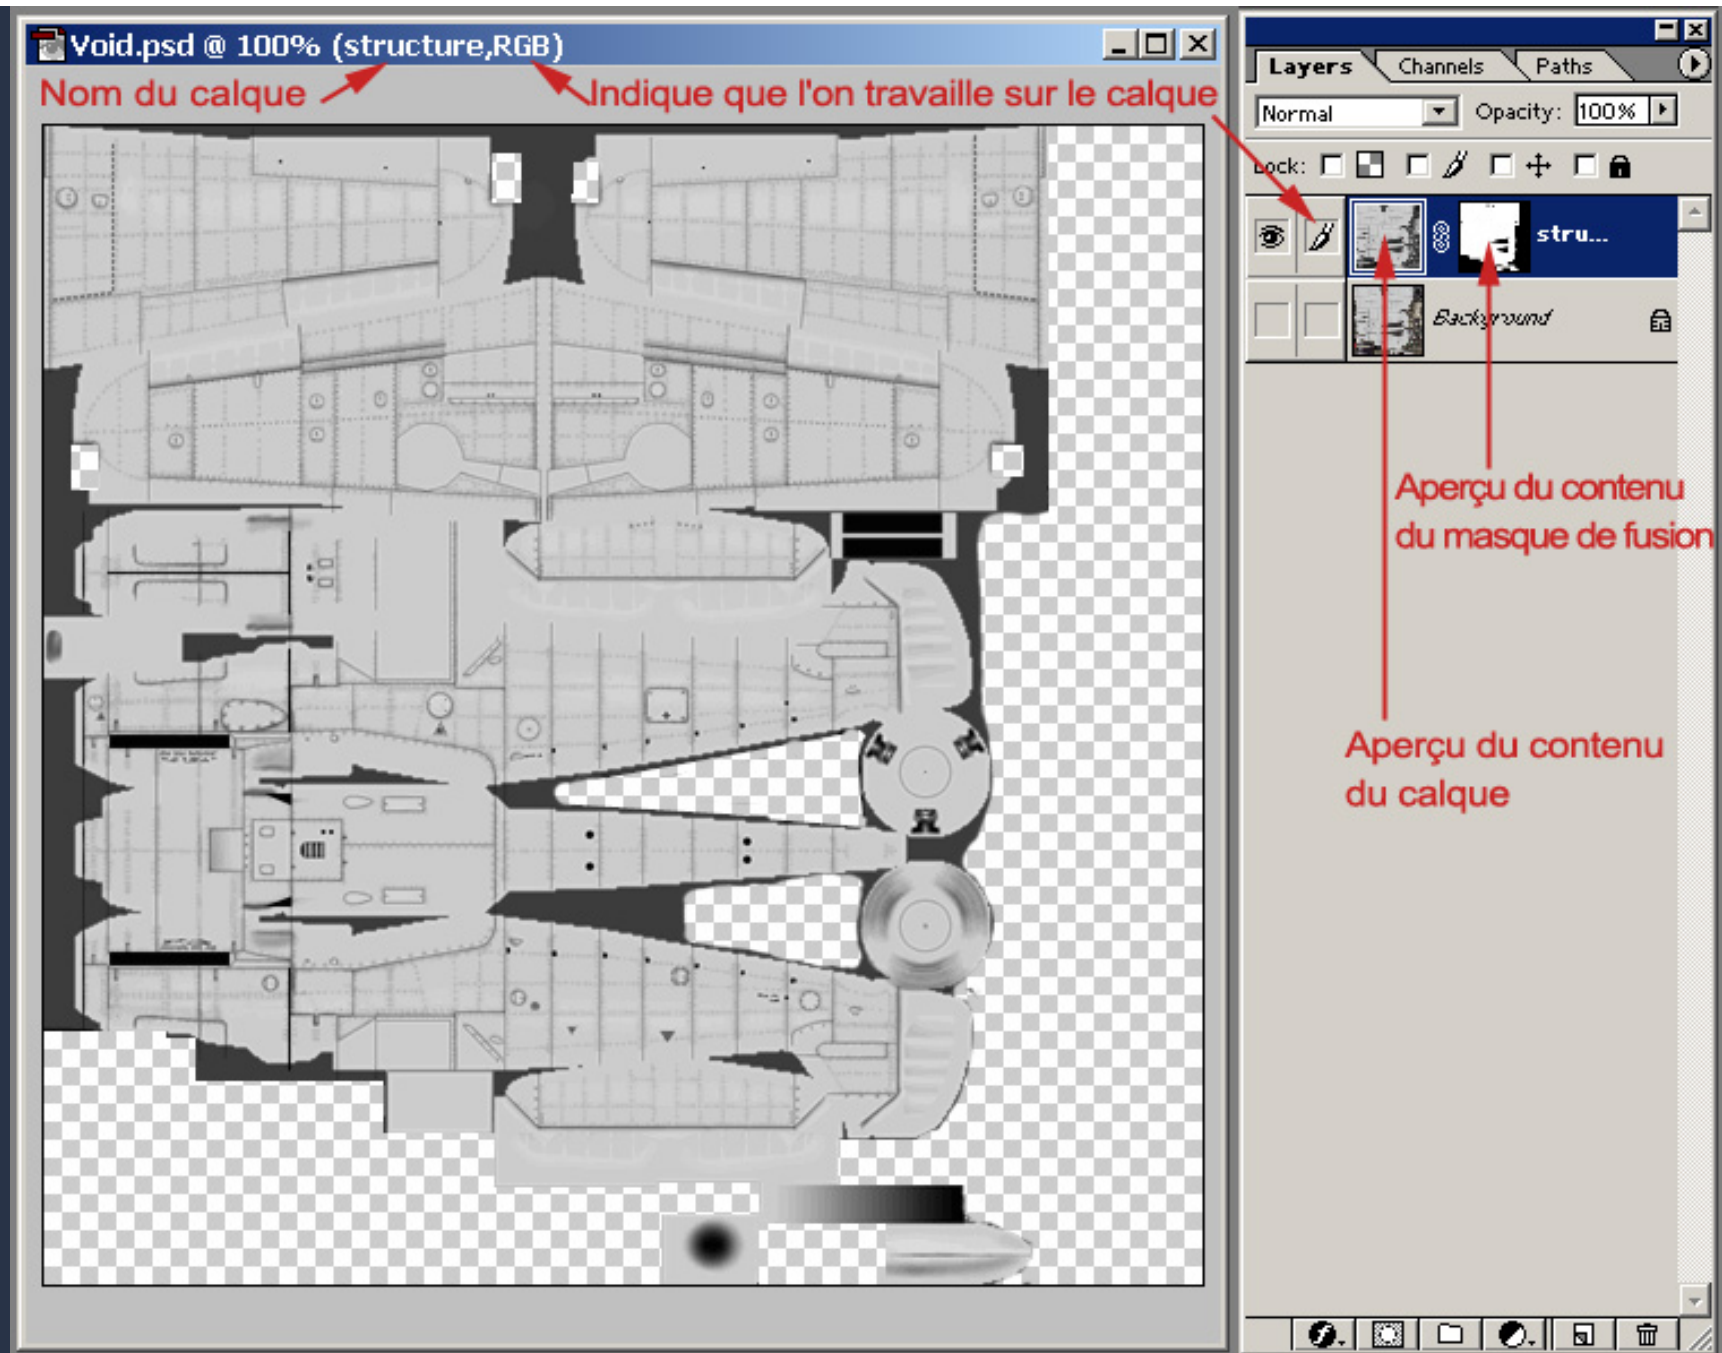 Void.psd @ 100% (structure,RGB)
Nom du calque
Indique que l'on travaille sur le calque
Layers
Channels
Paths
Normal
Opacity: 100%
Lock:
stru...
Background
Aperçu du contenu
du masque de fusion
Aperçu du contenu
du calque